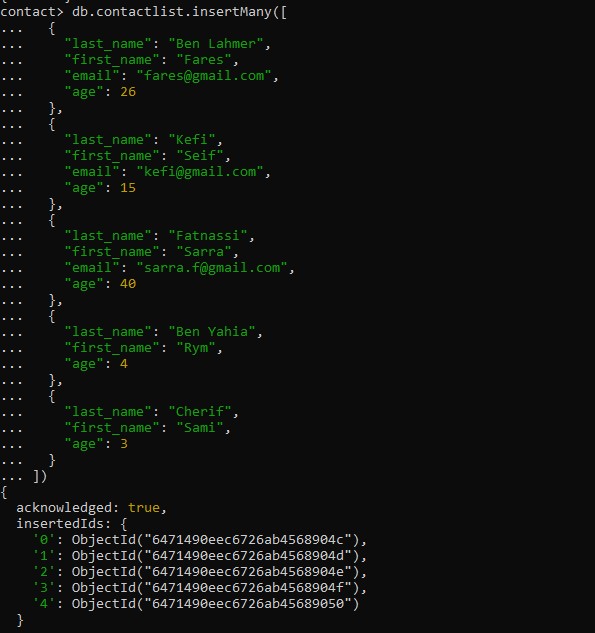 contact> db.contactlist.insertMany([
...   {
...     "last_name": "Ben Lahmer",
...     "first_name": "Fares",
...     "email": "fares@gmail.com",
...     "age": 26
...   },
...   {
...     "last_name": "Kefi",
...     "first_name": "Seif",
...     "email": "kefi@gmail.com",
...     "age": 15
...   },
...   {
...     "last_name": "Fatnassi",
...     "first_name": "Sarra",
...     "email": "sarra.f@gmail.com",
...     "age": 40
...   },
...   {
...     "last_name": "Ben Yahia",
...     "first_name": "Rym",
...     "age": 4
...   },
...   {
...     "last_name": "Cherif",
...     "first_name": "Sami",
...     "age": 3
...   }
... ])
{
  acknowledged: true,
  insertedIds: {
    '0': ObjectId("6471490eec6726ab4568904c"),
    '1': ObjectId("6471490eec6726ab4568904d"),
    '2': ObjectId("6471490eec6726ab4568904e"),
    '3': ObjectId("6471490eec6726ab4568904f"),
    '4': ObjectId("6471490eec6726ab45689050")
  }